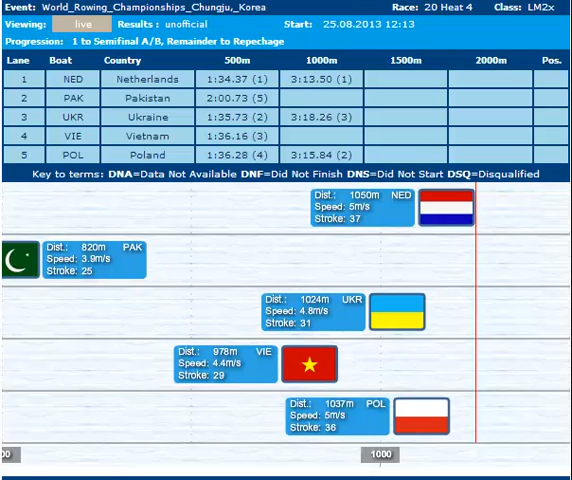 Event: World_Rowing_Championships_Chungju_Korea Race: 20 Heat 4 Class: LM2x
Viewing: live Results : unofficial Start: 25.08.2013 12:13
Progression: 1 to Semifinal A/B, Remainder to Repechage
Lane Boat Country 500m 1000m 1500m 2000m Pos.
1 NED Netherlands 1:34.37 (1) 3:13.50 (1)
2 PAK Pakistan 2:00.73 (5)
3 UKR Ukraine 1:35.73 (2) 3:18.26 (3)
4 VIE Vietnam 1:36.16 (3)
5 POL Poland 1:36.28 (4) 3:15.84 (2)
Key to terms: DNA=Data Not Available DNF=Did Not Finish DNS=Did Not Start DSQ=Disqualified
Dist.: 1050m NED
Speed: 5m/s
Stroke: 37
Dist.: 820m PAK
Speed: 3.9m/s
Stroke: 25
Dist.: 1024m UKR
Speed: 4.8m/s
Stroke: 31
Dist.: 978m VIE
Speed: 4.4m/s
Stroke: 29
Dist.: 1037m POL
Speed: 5m/s
Stroke: 36
00 1000